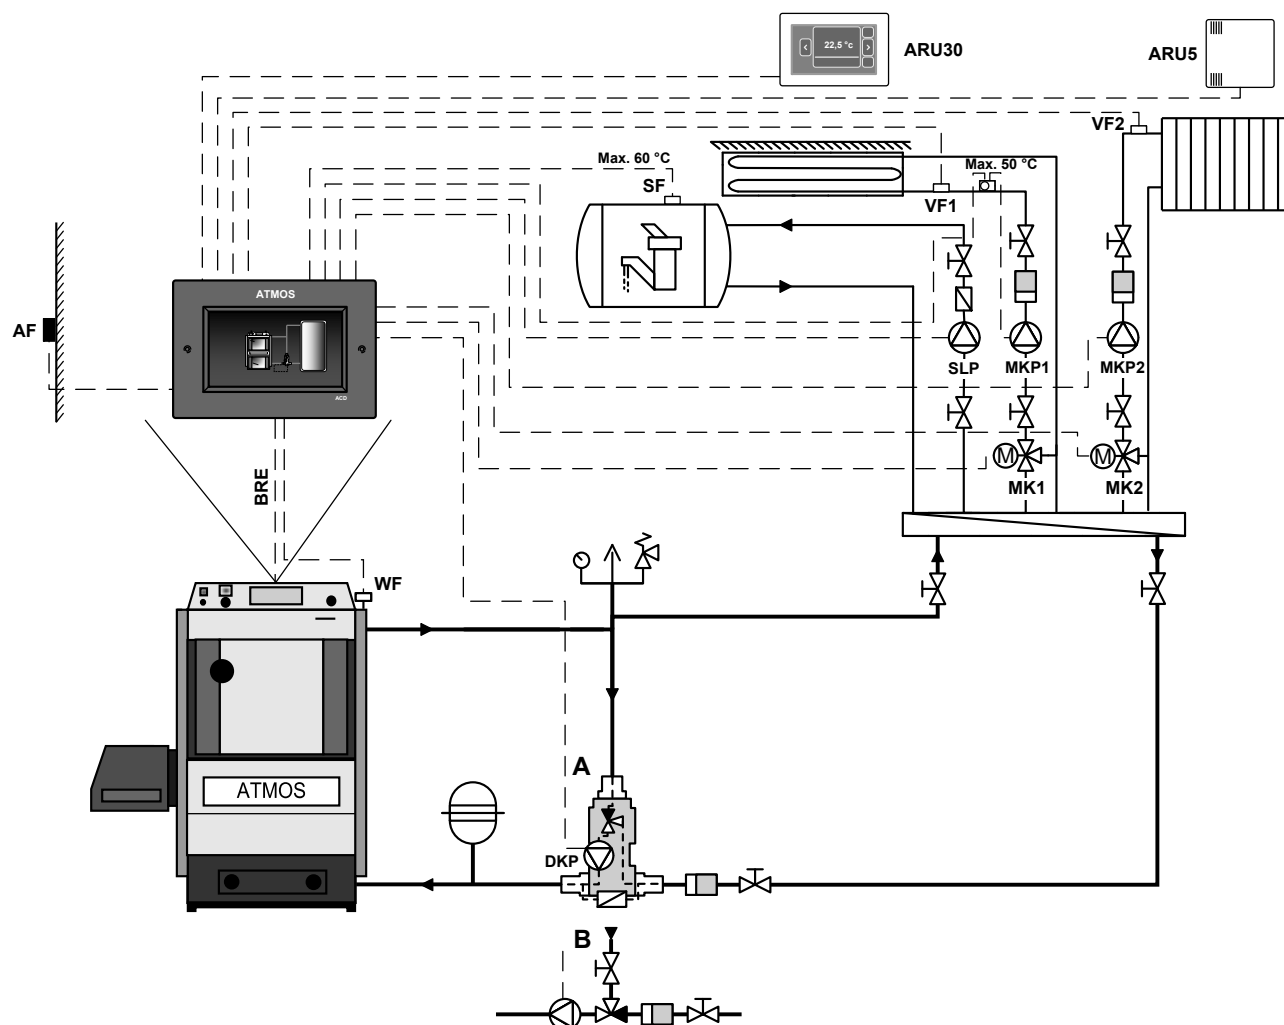 22,5 °c
ARU30
ARU5
VF2
Max. 60 °C
Max. 50 °C
SF
VF1
ATMOS
AF
ACD
SLP
MKP1
MKP2
M
M
MK1
MK2
BRE
WF
ATMOS
A
DKP
B